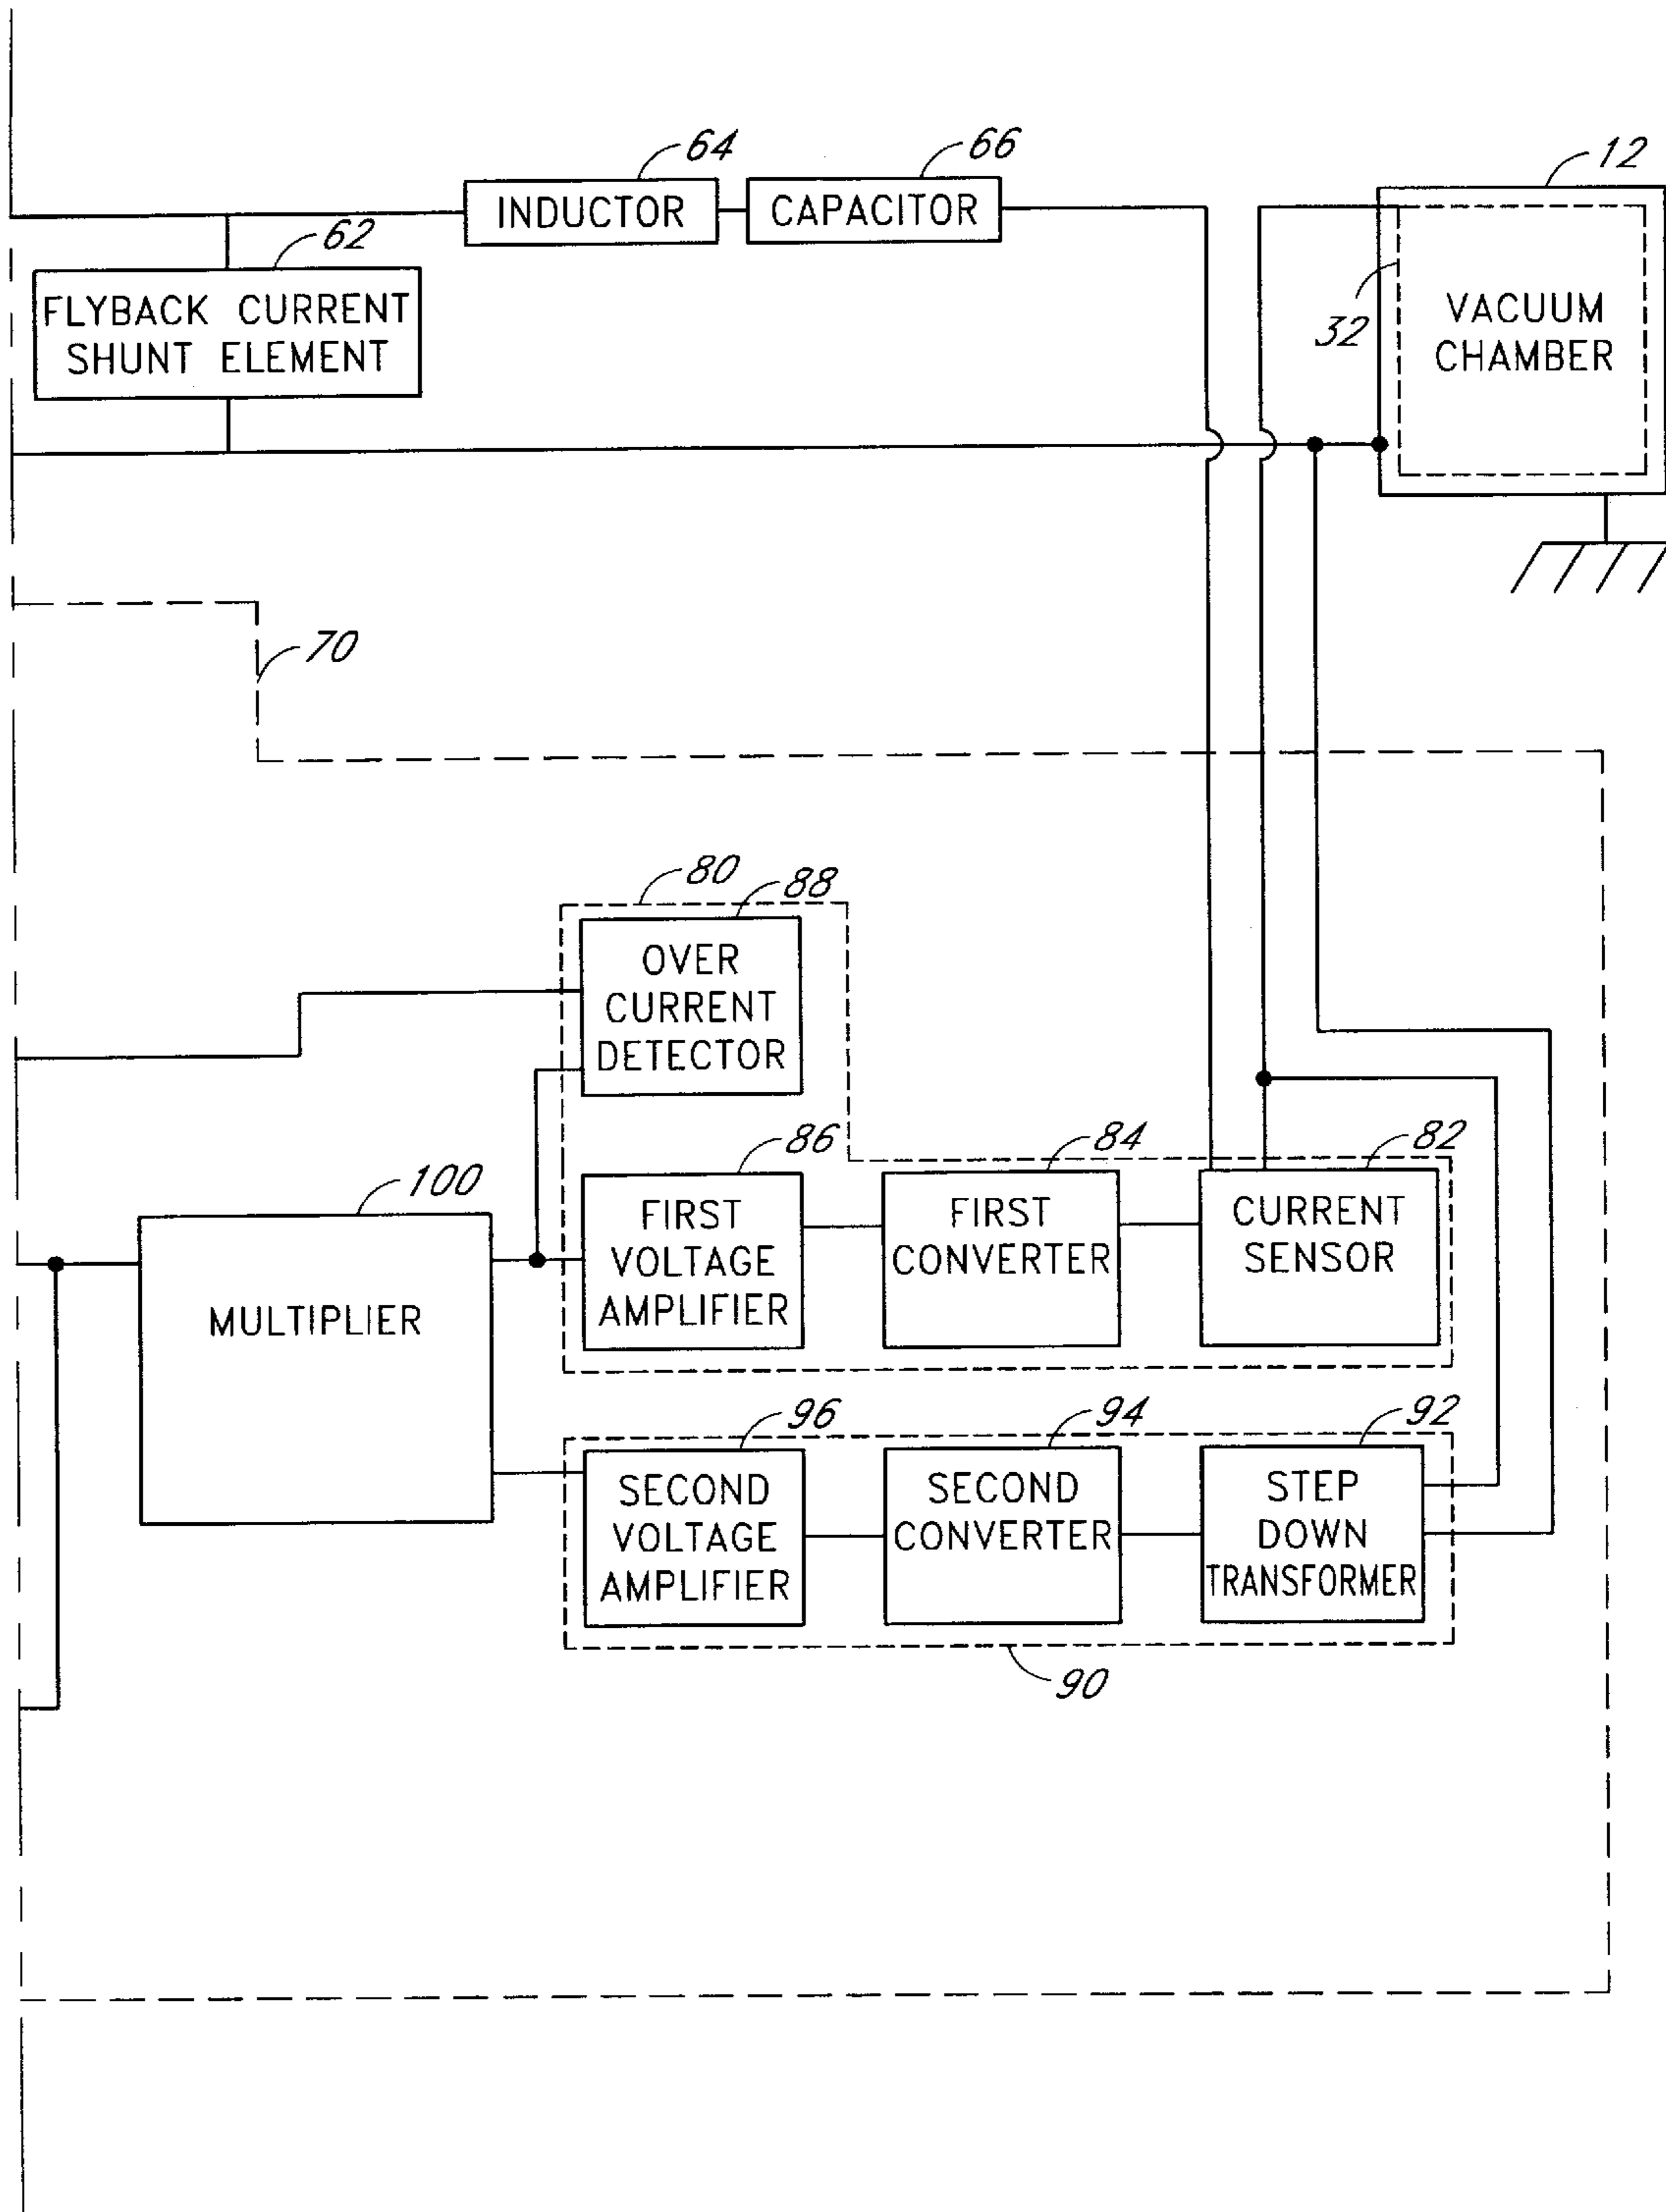 64
66
12
INDUCTOR
CAPACITOR
62
FLYBACK CURRENT
SHUNT ELEMENT
32
VACUUM
CHAMBER
70
80
88
OVER
CURRENT
DETECTOR
86
84
82
100
FIRST
VOLTAGE
AMPLIFIER
FIRST
CONVERTER
CURRENT
SENSOR
MULTIPLIER
96
94
92
SECOND
VOLTAGE
AMPLIFIER
SECOND
CONVERTER
STEP
DOWN
TRANSFORMER
90